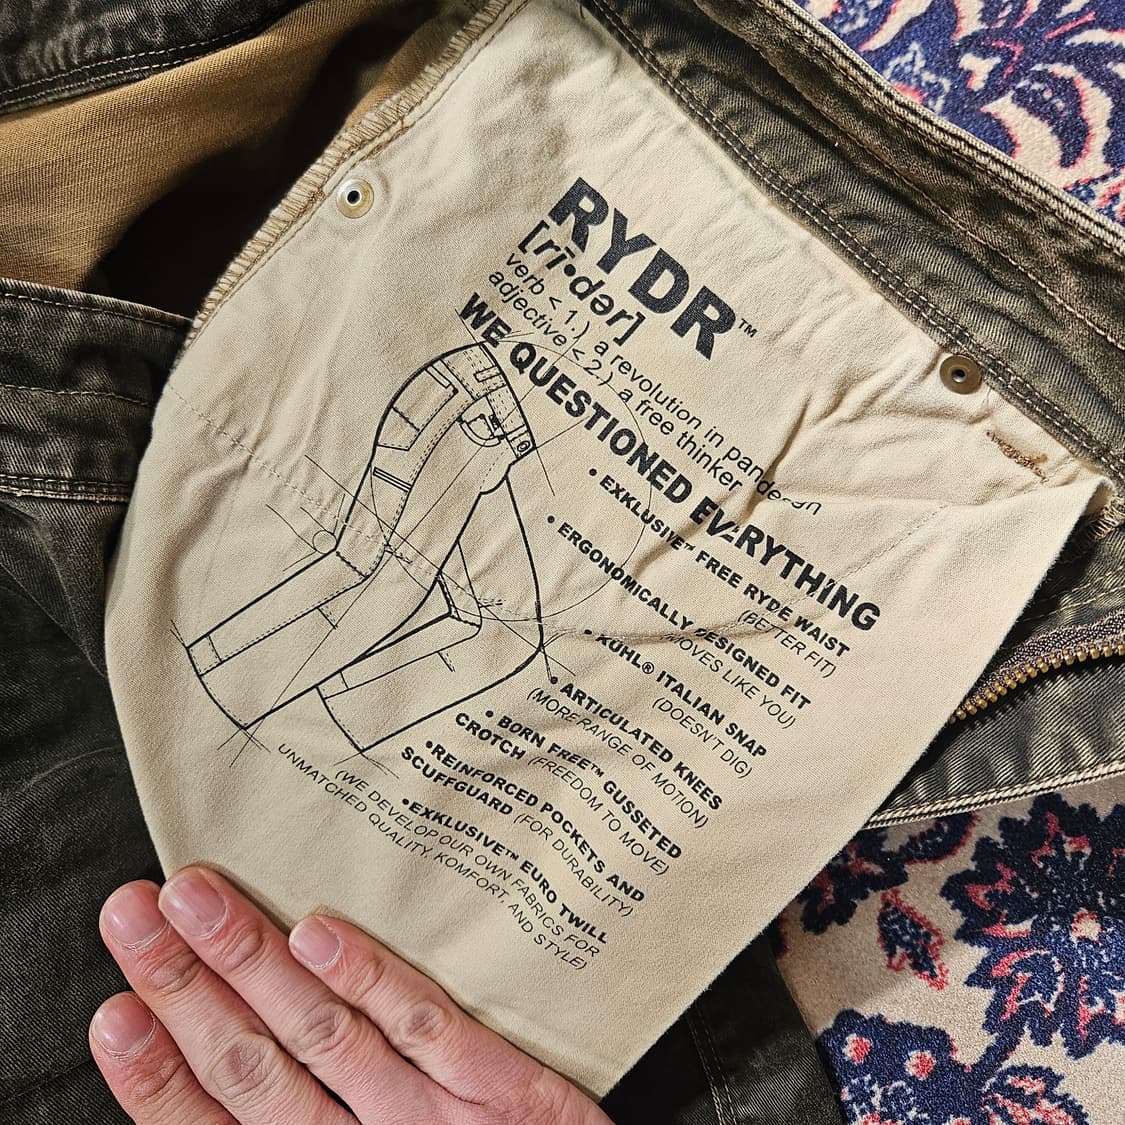 RYDR™
[rī•dər]
verb < 1.) a revolution in pant design
adjective < 2.) a free thinker
WE QUESTIONED EVERYTHING
• EXKLUSIVE™ FREE RYDE WAIST
(BETTER FIT)
• ERGONOMICALLY DESIGNED FIT
(MOVES LIKE YOU)
• KÜHL® ITALIAN SNAP
(DOESN'T DIG)
• ARTICULATED KNEES
(MORE RANGE OF MOTION)
• BORN FREE™ GUSSETED
CROTCH (FREEDOM TO MOVE)
•REINFORCED POCKETS AND
SCUFFGUARD (FOR DURABILITY)
•EXKLUSIVE™ EURO TWILL
(WE DEVELOP OUR OWN FABRICS FOR
UNMATCHED QUALITY, KOMFORT, AND STYLE)